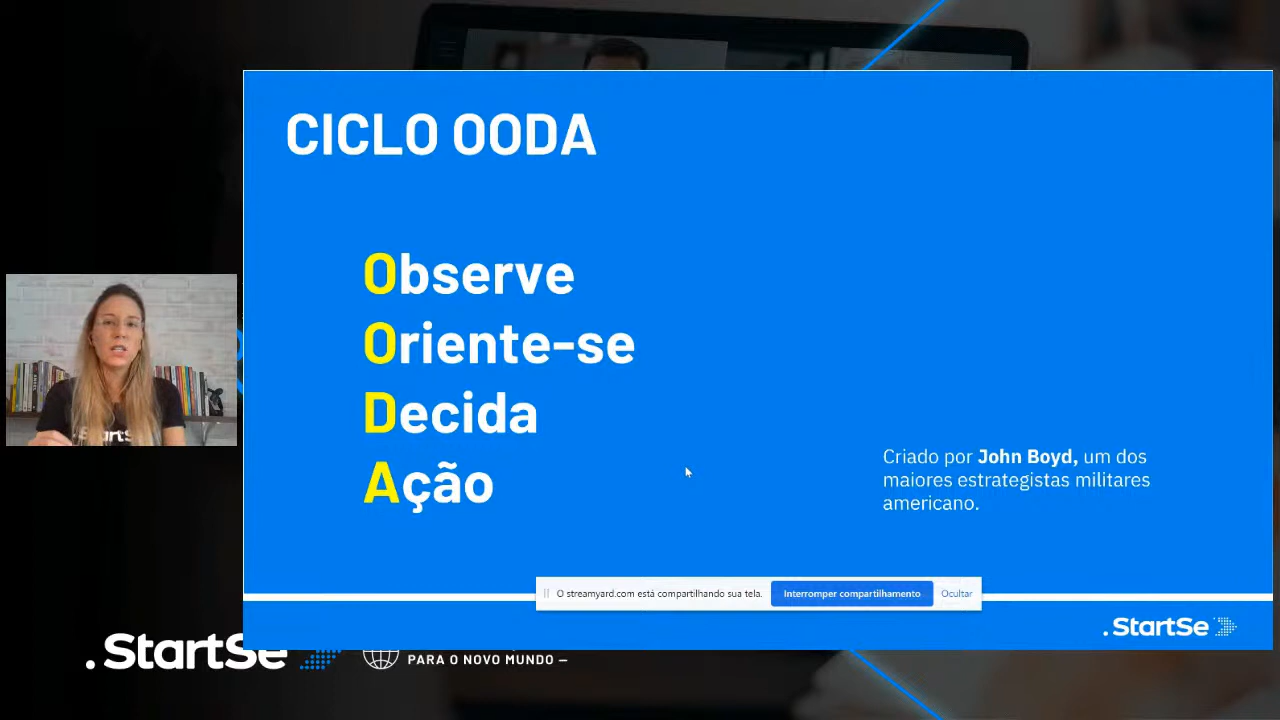 CICLO OODA
Observe
Oriente-se
Decida
Ação
Criado por John Boyd, um dos
maiores estrategistas militares
americano.
O streamyard.com está compartilhando sua tela.
Interromper compartilhamento
Ocultar
.StartSe
.StartSe
PARA O NOVO MUNDO –